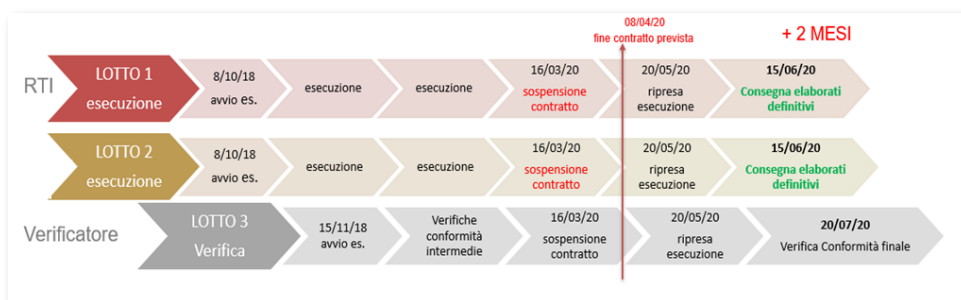 08/04/20
fine contratto prevista
+ 2 MESI
RTI
LOTTO 1
esecuzione
8/10/18
avvio es.
esecuzione
esecuzione
16/03/20
sospensione
contratto
20/05/20
ripresa
esecuzione
15/06/20
Consegna elaborati
definitivi
LOTTO 2
esecuzione
8/10/18
avvio es.
esecuzione
esecuzione
16/03/20
sospensione
contratto
20/05/20
ripresa
esecuzione
15/06/20
Consegna elaborati
definitivi
Verificatore
LOTTO 3
Verifica
15/11/18
avvio es.
Verifiche
conformità
intermedie
16/03/20
sospensione
contratto
20/05/20
ripresa
esecuzione
20/07/20
Verifica Conformità finale